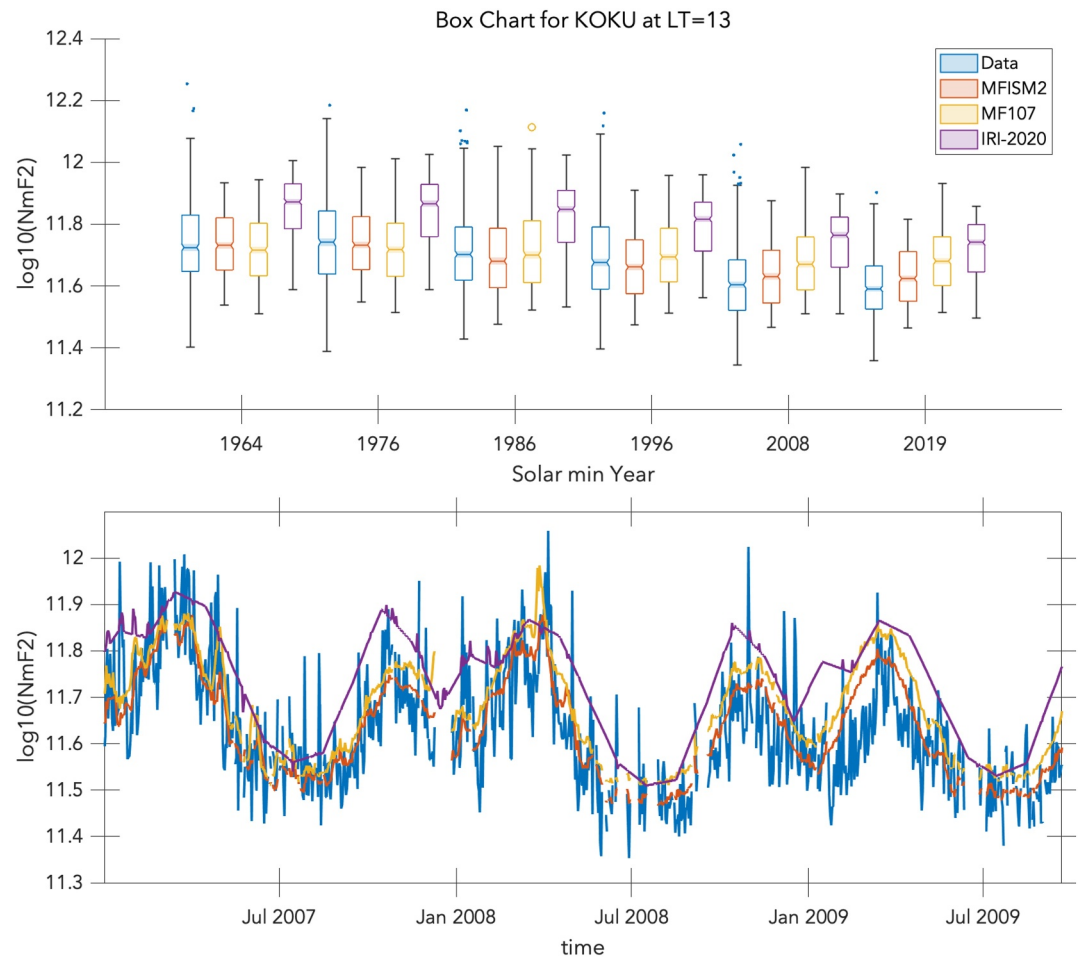 Box Chart for KOKU at LT=13
12.4
12.2
12
11.8
11.6
11.4
11.2
log10(NmF2)
Data
MFISM2
MF107
IRI-2020
1964
1976
1986
1996
2008
2019
Solar min Year
12
11.9
11.8
11.7
11.6
11.5
11.4
11.3
log10(NmF2)
Jul 2007
Jan 2008
Jul 2008
Jan 2009
Jul 2009
time